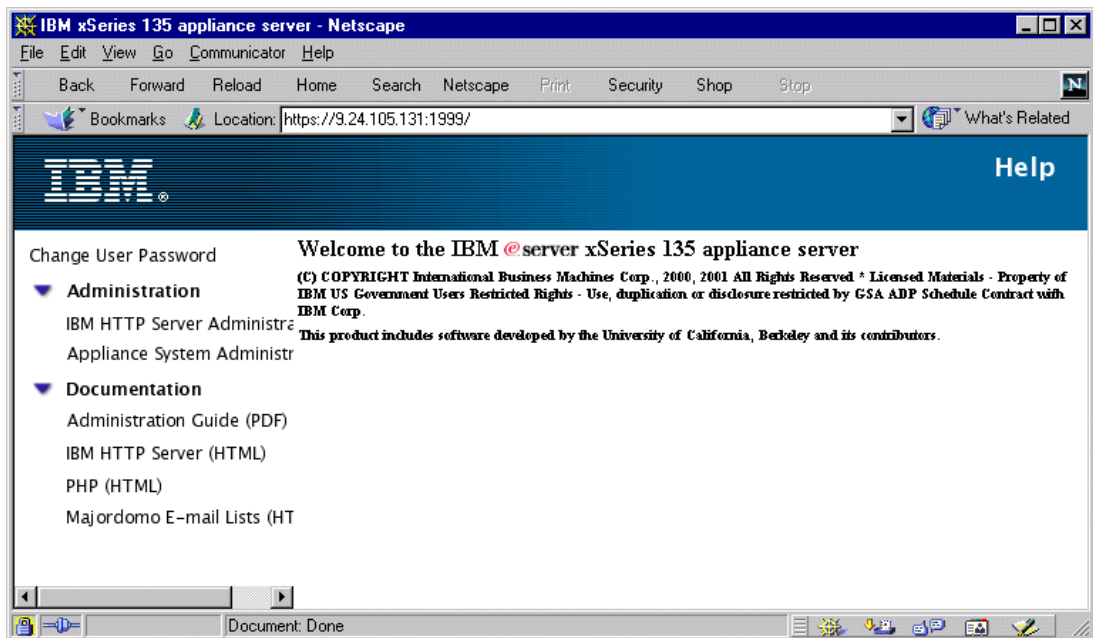 IBM xSeries 135 appliance server - Netscape
File Edit View Go Communicator Help
Back Forward Reload Home Search Netscape Print Security Shop Stop
N
Bookmarks Location: https://9.24.105.131:1999/ What's Related
IBM®
Help
Change User Password
Administration
IBM HTTP Server Administra
Appliance System Administr
Documentation
Administration Guide (PDF)
IBM HTTP Server (HTML)
PHP (HTML)
Majordomo E-mail Lists (HT
Welcome to the IBM @server xSeries 135 appliance server
(C) COPYRIGHT International Business Machines Corp., 2000, 2001 All Rights Reserved * Licensed Materials - Property of
IBM US Government Users Restricted Rights - Use, duplication or disclosure restricted by GSA ADP Schedule Contract with
IBM Corp.
This product includes software developed by the University of California, Berkeley and its contributors.
Document: Done